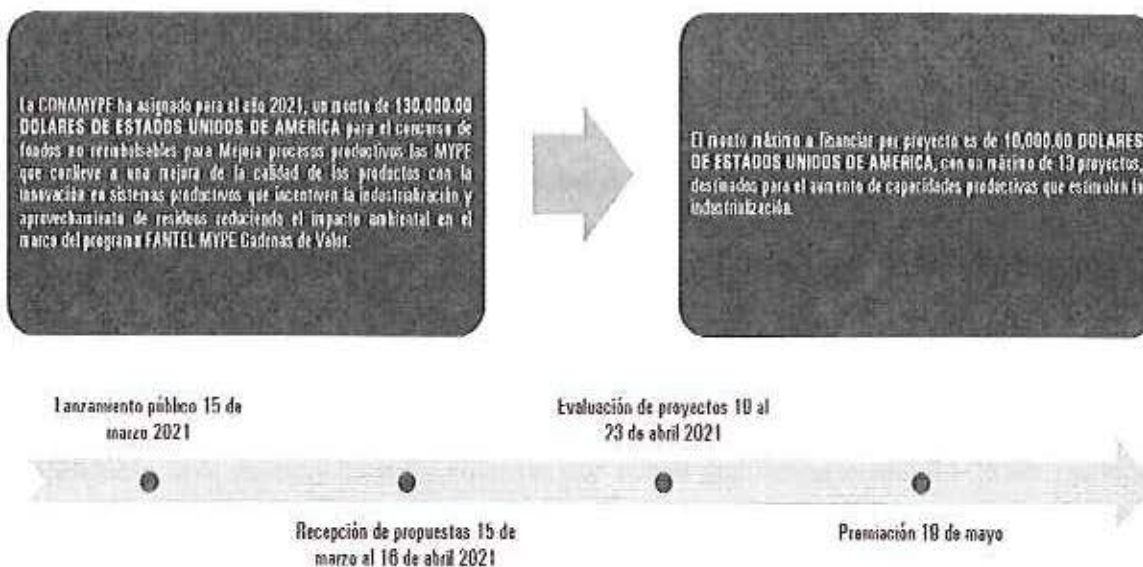 La CONAMYPE ha asignado para el año 2021, un monto de 130,000.00
DOLARES DE ESTADOS UNIDOS DE AMERICA para el concurso de
fondos no reembolsables para Mejora procesos productivos las MYPE
que conlleve a una mejora de la calidad de los productos con la
innovación en sistemas productivos que incentiven la industrialización y
aprovechamiento de residuos reduciendo el impacto ambiental en el
marco del programa FANTEL MYPE Cadenas de Valor.
El monto máximo a financiar por proyecto es de 10,000.00 DOLARES
DE ESTADOS UNIDOS DE AMERICA, con un máximo de 13 proyectos,
destinados para el aumento de capacidades productivas que estimulen
industrialización.
Lanzamiento público 15 de
marzo 2021
Recepción de propuestas 15 de
marzo al 16 de abril 2021
Evaluación de proyectos 19 al
23 de abril 2021
Premiación de mayo